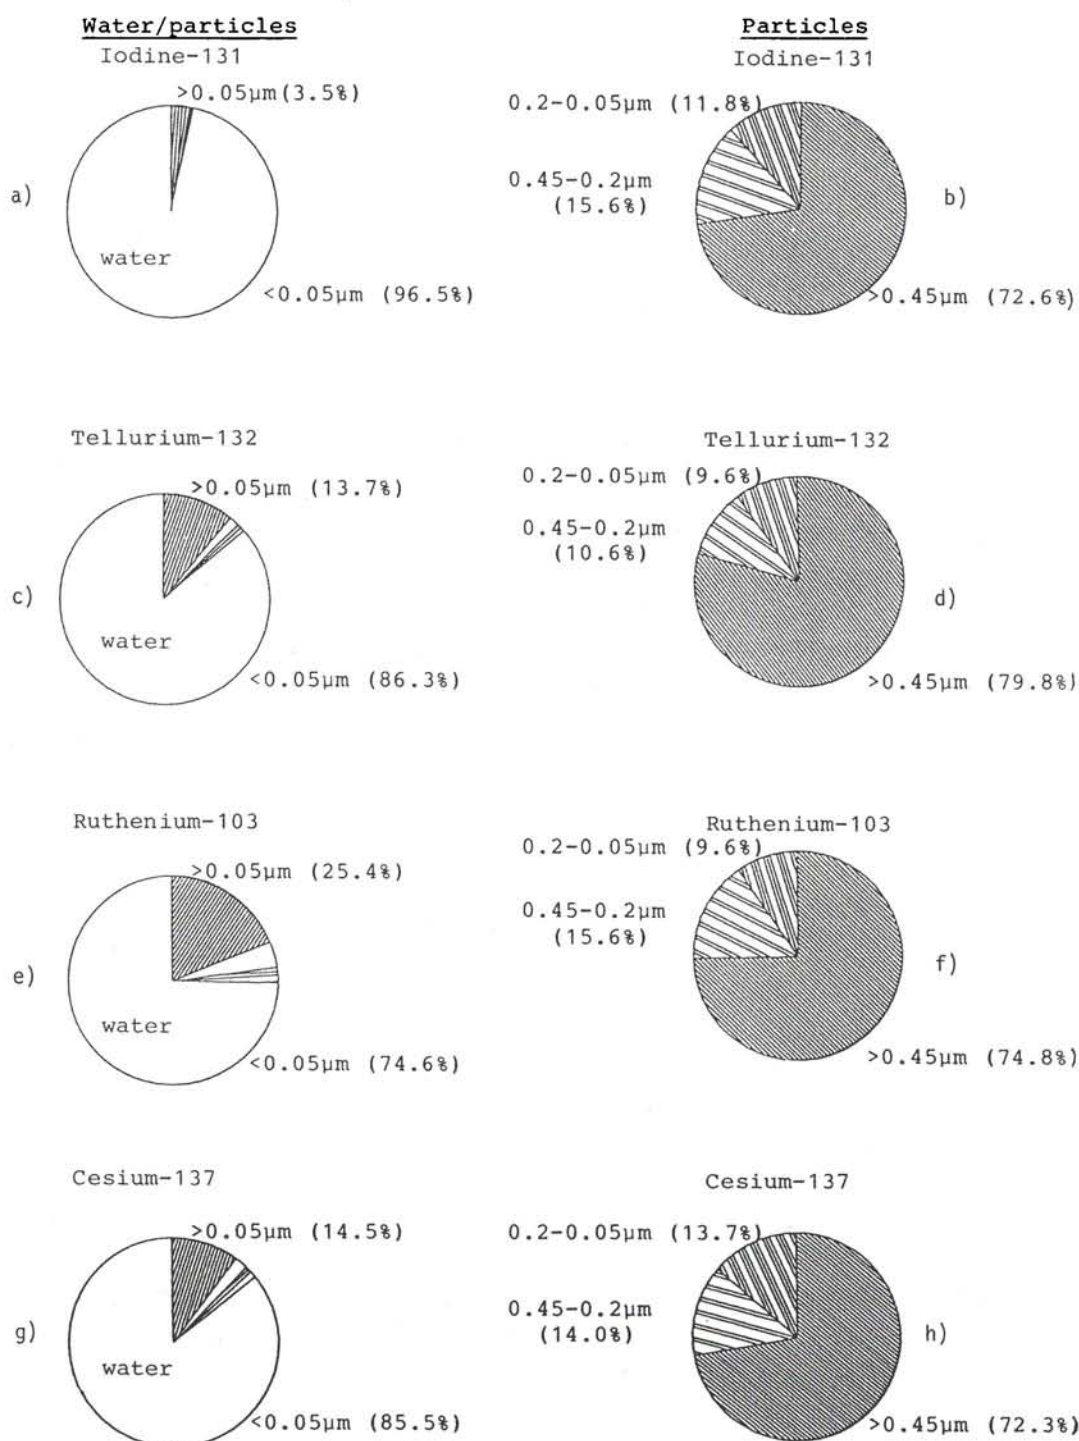 Water/particles
Iodine-131
>0.05µm(3.5%)
a)
water
<0.05µm (96.5%)
Particles
Iodine-131
0.2-0.05µm (11.8%)
0.45-0.2µm
(15.6%)
b)
>0.45µm (72.6%)
Tellurium-132
>0.05µm (13.7%)
c)
water
<0.05µm (86.3%)
Tellurium-132
0.2-0.05µm (9.6%)
0.45-0.2µm
(10.6%)
d)
>0.45µm (79.8%)
Ruthenium-103
>0.05µm (25.4%)
e)
water
<0.05µm (74.6%)
Ruthenium-103
0.2-0.05µm (9.6%)
0.45-0.2µm
(15.6%)
f)
>0.45µm (74.8%)
Cesium-137
>0.05µm (14.5%)
g)
water
<0.05µm (85.5%)
Cesium-137
0.2-0.05µm (13.7%)
0.45-0.2µm
(14.0%)
h)
>0.45µm (72.3%)